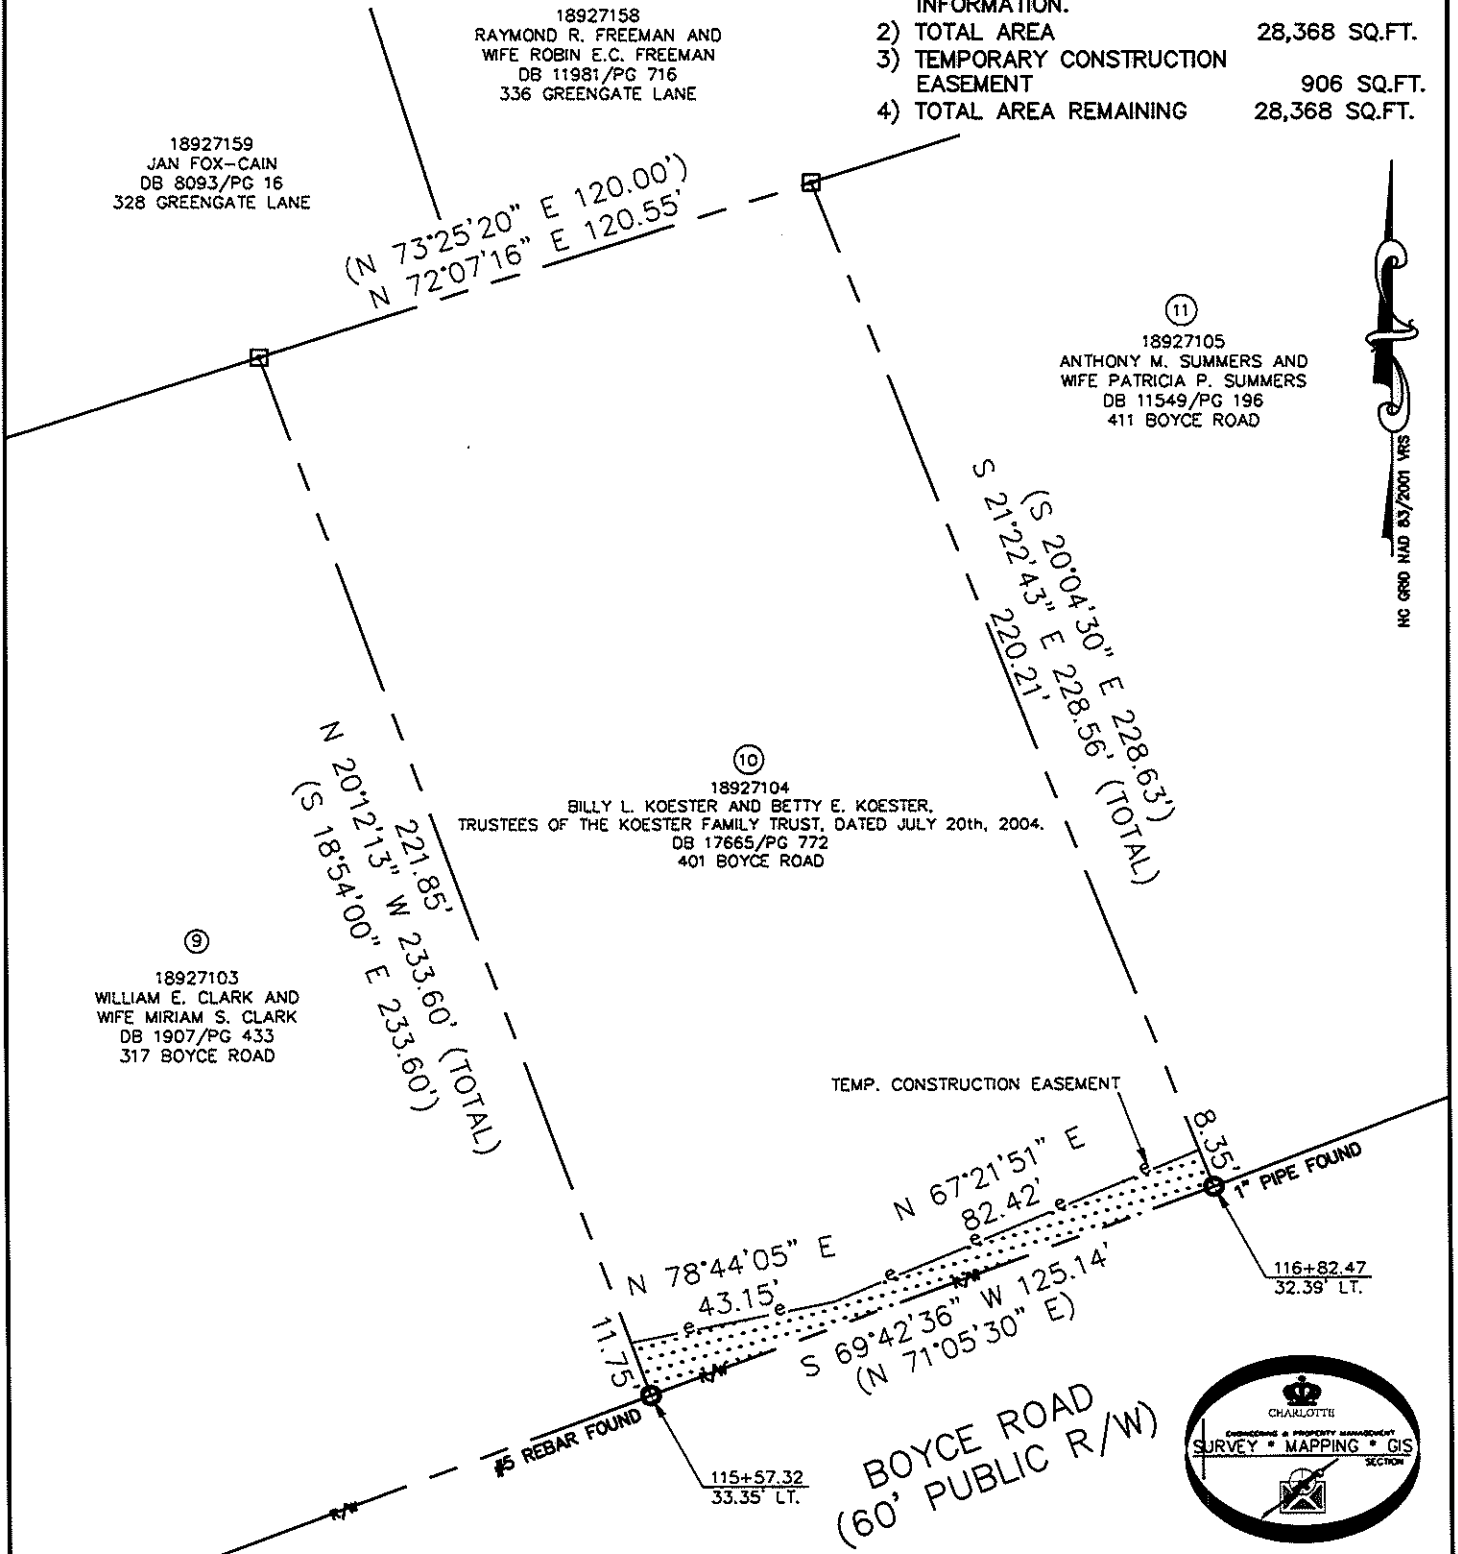 INFORMATION.
2) TOTAL AREA 28,368 SQ.FT.
3) TEMPORARY CONSTRUCTION
EASEMENT 906 SQ.FT.
4) TOTAL AREA REMAINING 28,368 SQ.FT.
18927158
RAYMOND R. FREEMAN AND
WIFE ROBIN E.C. FREEMAN
DB 11981/PG 716
336 GREENGATE LANE
18927159
JAN FOX-CAIN
DB 8093/PG 16
328 GREENGATE LANE
(N 73°25'20" E 120.00')
N 72°07'16" E 120.55'
11
18927105
ANTHONY M. SUMMERS AND
WIFE PATRICIA P. SUMMERS
DB 11549/PG 196
411 BOYCE ROAD
NC GRID NAD 83/2001 VRS
(S 20°04'30" E 228.63')
S 21°22'43" E 228.56' (TOTAL)
220.21'
10
18927104
BILLY L. KOESTER AND BETTY E. KOESTER,
TRUSTEES OF THE KOESTER FAMILY TRUST, DATED JULY 20th, 2004.
DB 17665/PG 772
401 BOYCE ROAD
221.85'
N 20°12'13" W 233.60' (TOTAL)
(S 18°54'00" E 233.60')
9
18927103
WILLIAM E. CLARK AND
WIFE MIRIAM S. CLARK
DB 1907/PG 433
317 BOYCE ROAD
TEMP. CONSTRUCTION EASEMENT
8.35'
1" PIPE FOUND
N 67°21'51" E
82.42'
e
e
e
e
N 78°44'05" E
43.15'
e
e
R/W
116+82.47
32.39' LT.
11.75'
S 69°42'36" W 125.14'
(N 71°05'30" E)
R/W
#5 REBAR FOUND
115+57.32
33.35' LT.
R/W
BOYCE ROAD
(60' PUBLIC R/W)
CHARLOTTE
ENGINEERING & PROPERTY MANAGEMENT
SURVEY * MAPPING * GIS
SECTION